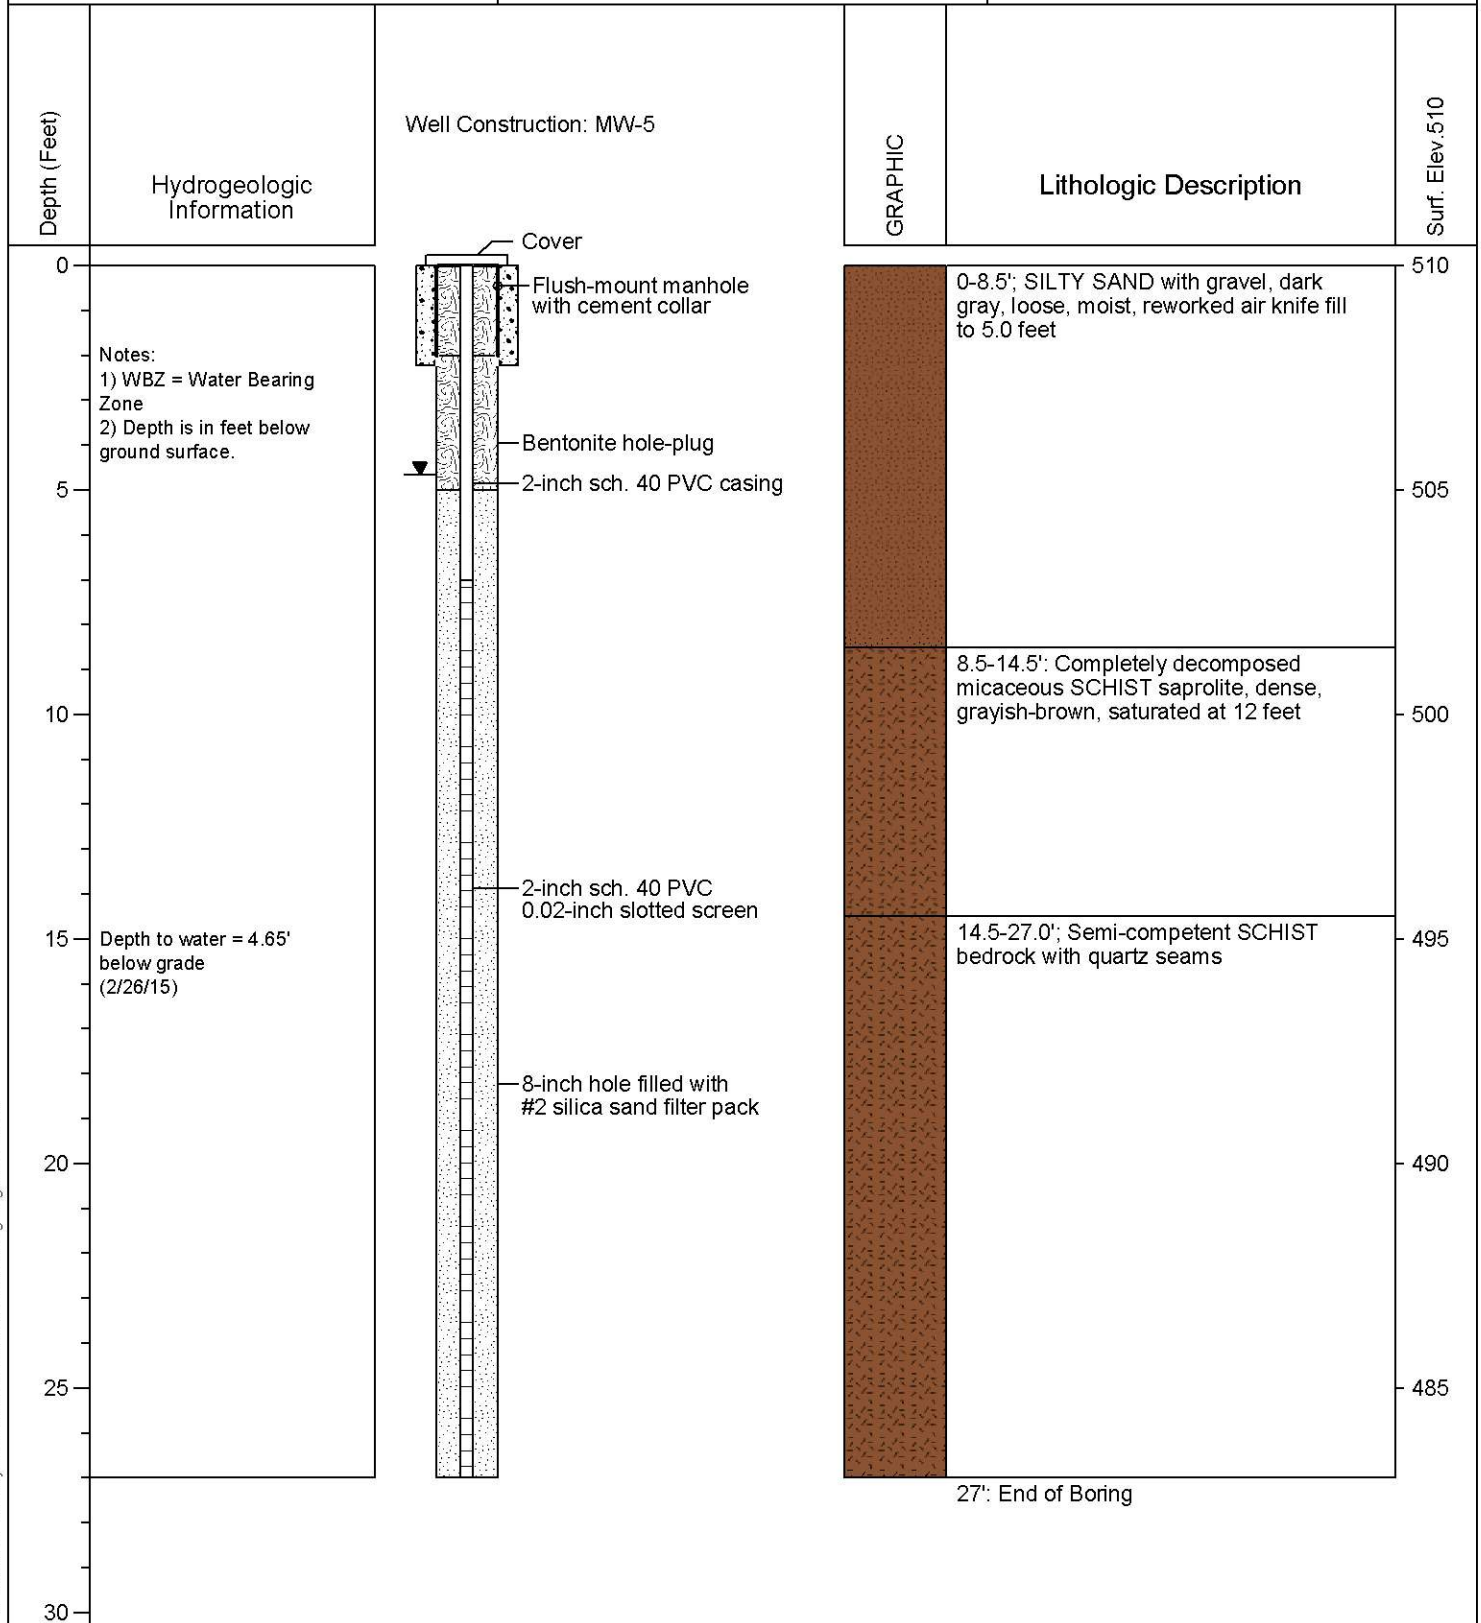 Depth (Feet)
Hydrogeologic
Information
Well Construction: MW-5
GRAPHIC
Lithologic Description
Surf. Elev.510
Cover
Flush-mount manhole
with cement collar
Notes:
1) WBZ = Water Bearing
Zone
2) Depth is in feet below
ground surface.
Bentonite hole-plug
2-inch sch. 40 PVC casing
2-inch sch. 40 PVC
0.02-inch slotted screen
Depth to water = 4.65'
below grade
(2/26/15)
8-inch hole filled with
#2 silica sand filter pack
0-8.5'; SILTY SAND with gravel, dark
gray, loose, moist, reworked air knife fill
to 5.0 feet
8.5-14.5': Completely decomposed
micaceous SCHIST saprolite, dense,
grayish-brown, saturated at 12 feet
14.5-27.0'; Semi-competent SCHIST
bedrock with quartz seams
27': End of Boring
0
5
10
15
20
25
30
510
505
500
495
490
485